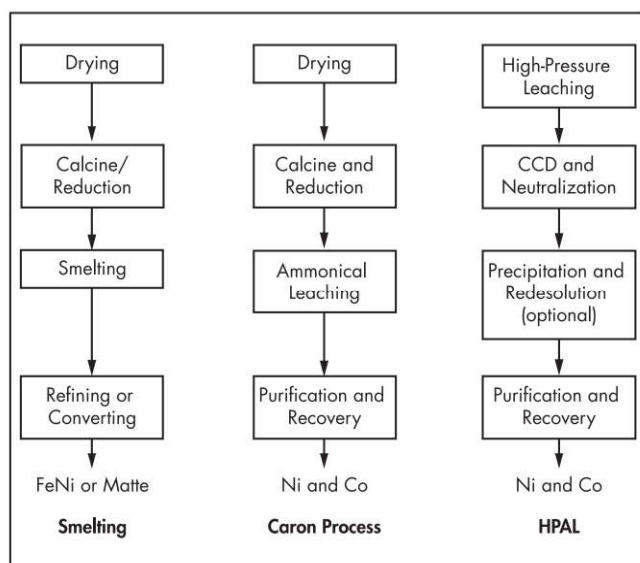 Drying
Calcine/
Reduction
Smelting
Refining or
Converting
FeNi or Matte
Smelting
Drying
Calcine and
Reduction
Ammonical
Leaching
Purification and
Recovery
Ni and Co
Caron Process
High-Pressure
Leaching
CCD and
Neutralization
Precipitation and
Redesolution
(optional)
Purification and
Recovery
Ni and Co
HPAL